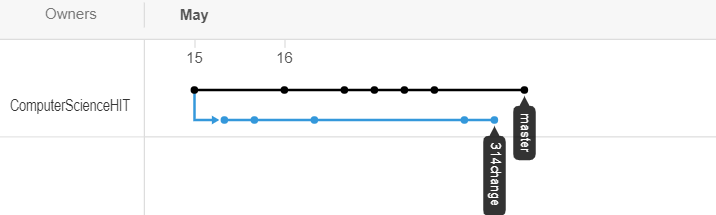 Owners
May
15
16
ComputerScienceHIT
master
314change